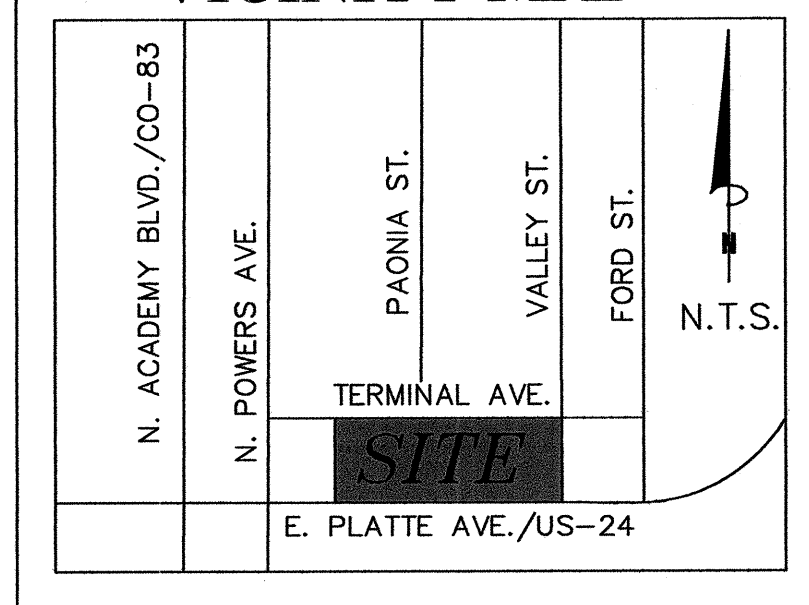 N. ACADEMY BLVD./CO-83
N. POWERS AVE.
PAONIA ST.
VALLEY ST.
FORD ST.
N
N.T.S.
TERMINAL AVE.
SITE
E. PLATTE AVE./US-24